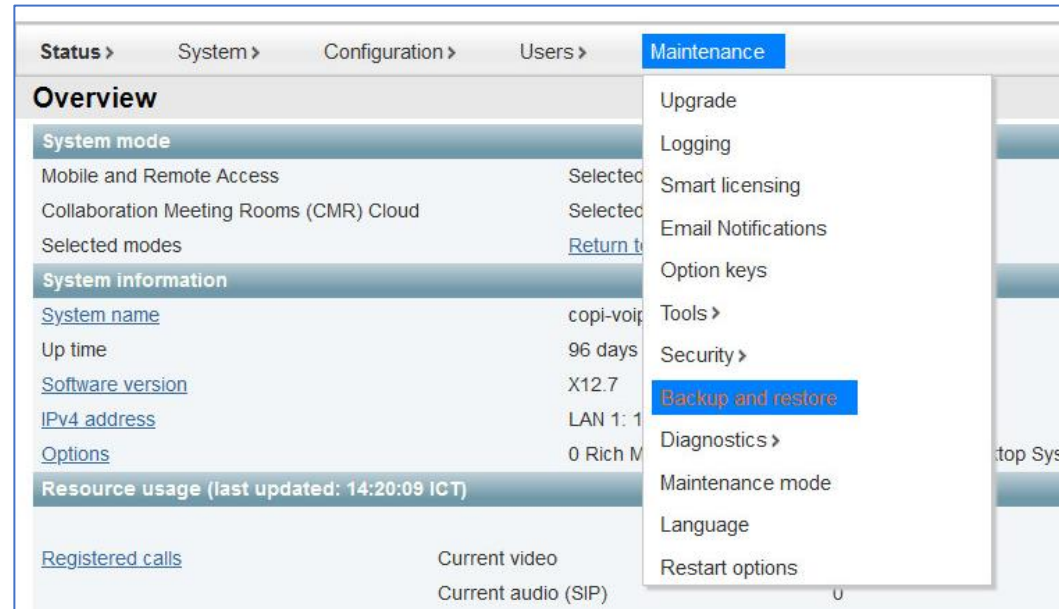 Status > System > Configuration > Users > Maintenance
Overview
Upgrade
System mode
Logging
Mobile and Remote Access Selected
Smart licensing
Collaboration Meeting Rooms (CMR) Cloud Selected
Email Notifications
Selected modes Return
Option keys
System information
System name
Tools >
Up time 96 days
Security >
Software version X12.7
Backup and restore
IPv4 address LAN 1: 1
Diagnostics >
Options 0 Rich
Maintenance mode
Resource usage (last updated: 14:20:09 ICT)
Language
Registered calls Current video
Restart options
Current audio (SIP) 0